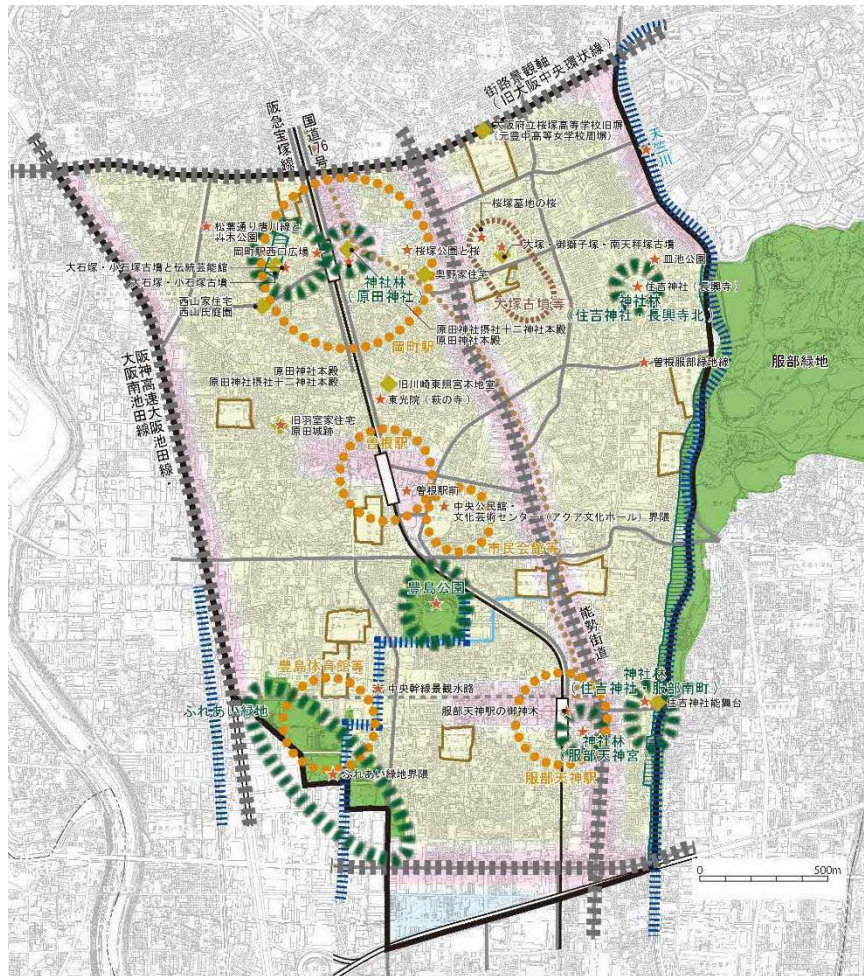 街路景観軸
（旧大阪中央環状線）
国道176号
阪急宝塚線
大阪府立桜塚高等学校旧塀
（元豊中高等女学校周塀）
天竺川
桜塚墓地の桜
松葉通り唐川線と
岡町駅西口広場
桜塚公園と桜
大塚・御獅子塚・南天秤塚古墳
皿池公園
大石塚・小石塚古墳と伝統芸能館
大石塚・小石塚古墳
神社林
（原田神社）
奥野家住宅
大塚古墳等
住吉神社（長興寺）
神社林
（住吉神社・長興寺北）
西山家住宅
西山氏庭園
原田神社摂社十二神社本殿
原田神社本殿
岡町駅
服部緑地
曽根服部緑地線
原田神社本殿
原田神社摂社十二神社本殿
旧川崎東照宮本地堂
東光院（萩の寺）
阪神高速大阪池田線・
大阪南池田線
旧羽室家住宅
原田城跡
曽根駅
曽根駅前
中央公民館・
文化芸術センター（アクア文化ホール）界隈
市民会館等
豊島公園
能勢街道
豊島体育館等
中央幹線景観水路
神社林
（住吉神社・服部南町）
住吉神社能舞台
ふれあい緑地
服部天神駅の御神木
神社林
（服部天神宮）
服部天神駅
ふれあい緑地界隈
0
500m